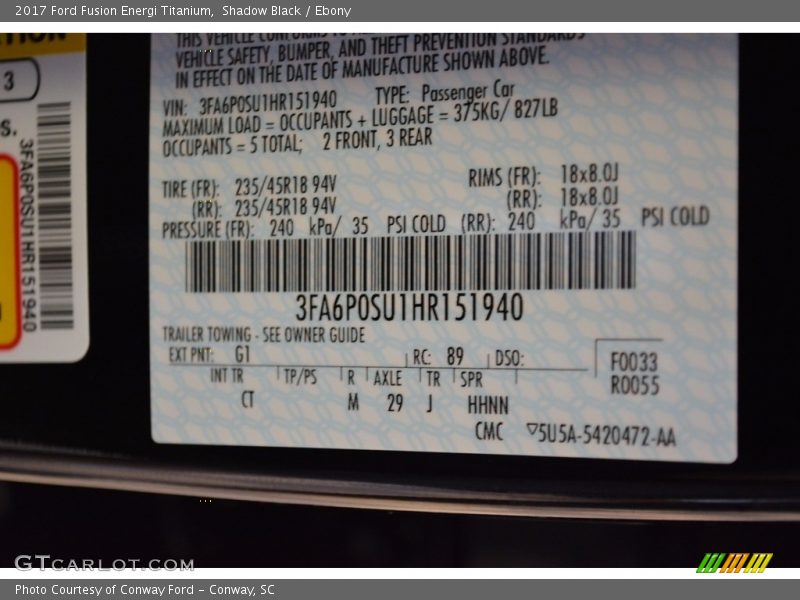 2017 Ford Fusion Energi Titanium,  Shadow Black / Ebony
THIS VEHICLE CONFORMS TO
VEHICLE SAFETY, BUMPER, AND THEFT PREVENTION STANDARDS
IN EFFECT ON THE DATE OF MANUFACTURE SHOWN ABOVE.
VIN: 3FA6P0SU1HR151940 TYPE: Passenger Car
MAXIMUM LOAD = OCCUPANTS + LUGGAGE = 375KG/ 827LB
OCCUPANTS = 5 TOTAL; 2 FRONT, 3 REAR
TIRE (FR): 235/45R18 94V RIMS (FR): 18x8.0J
(RR): 235/45R18 94V (RR): 18x8.0J
PRESSURE (FR): 240 kPa/ 35 PSI COLD (RR): 240 kPa/ 35 PSI COLD
3FA6P0SU1HR151940
TRAILER TOWING - SEE OWNER GUIDE
EXT PNT: G1 RC: 89 DSO:
INT TR TP/PS R AXLE TR SPR
CT M 29 J HHNN
F0033
R0055
CMC ▽5U5A-5420472-AA
3
S.
3FA6P0SU1HR151940
GTCARLOT.COM
Photo Courtesy of Conway Ford – Conway, SC